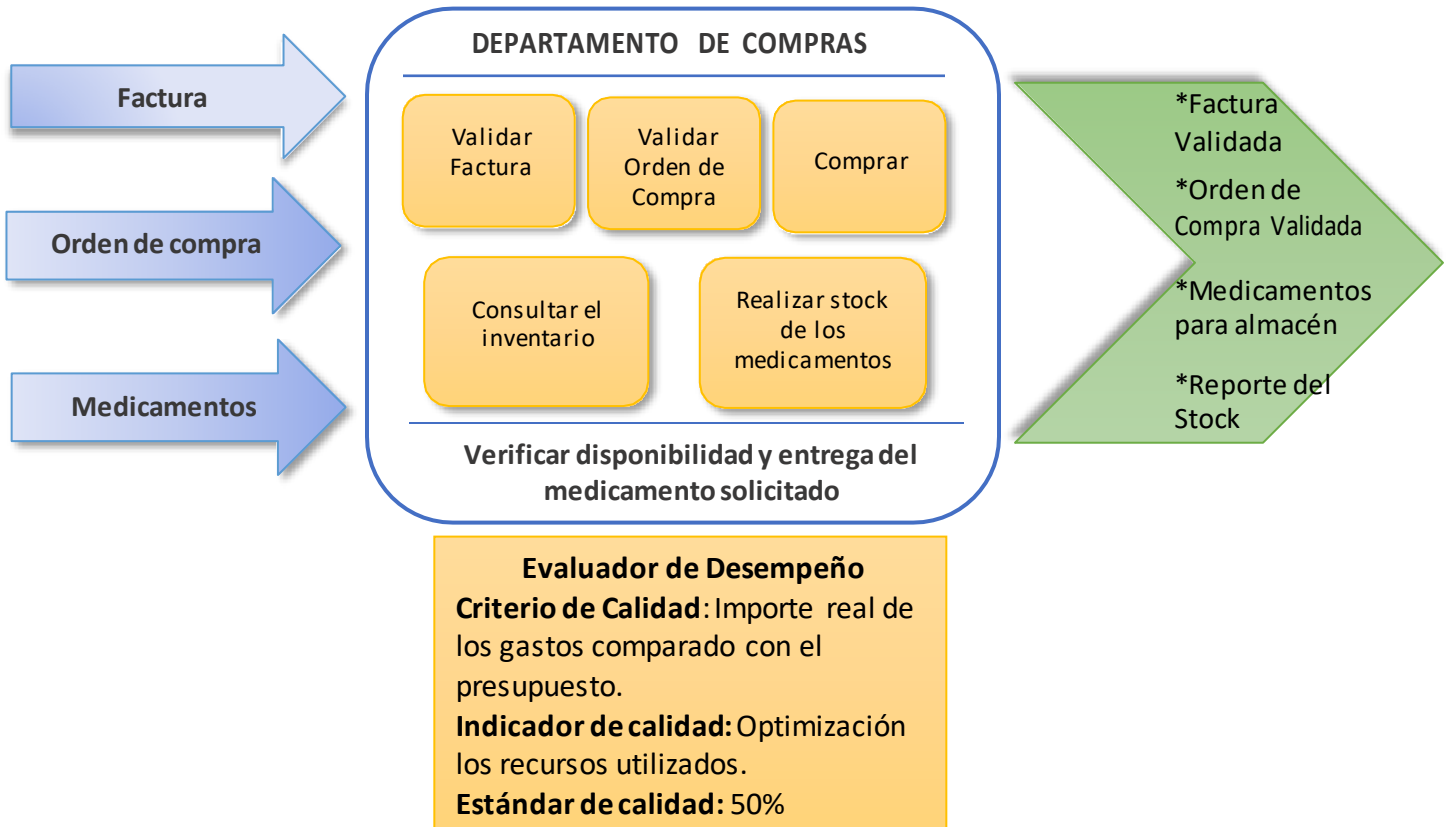 DEPARTAMENTO DE COMPRAS
Factura
Orden de compra
Medicamentos
Validar
Factura
Validar
Orden de
Compra
Comprar
Consultar el
inventario
Realizar stock
de los
medicamentos
Verificar disponibilidad y entrega del
medicamento solicitado
*Factura
Validada
*Orden de
Compra Validada
*Medicamentos
para almacén
*Reporte del
Stock
Evaluador de Desempeño
Criterio de Calidad: Importe real de
los gastos comparado con el
presupuesto.
Indicador de calidad: Optimización
los recursos utilizados.
Estándar de calidad: 50%